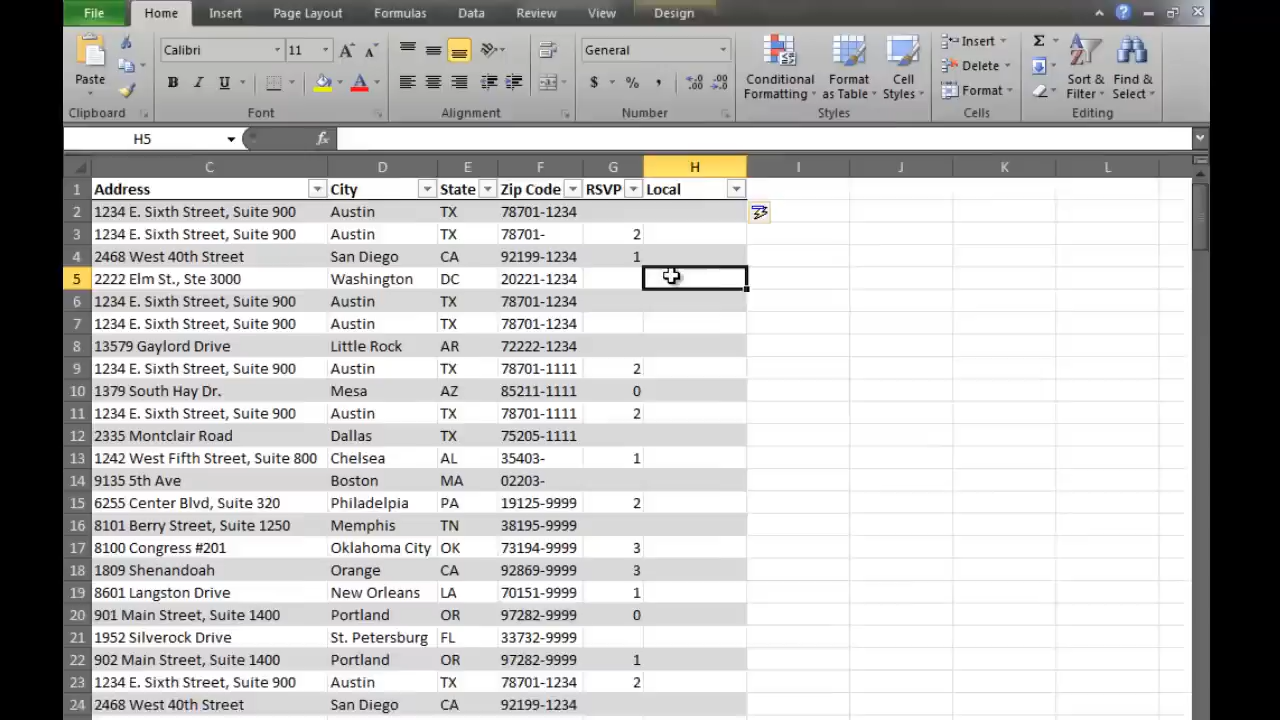 File Home Insert Page Layout Formulas Data Review View Design
Calibri 11 General
Paste
B I U $ % ,
Conditional Formatting Format as Table Cell Styles
Insert
Delete
Format
Sort & Filter Find & Select
Clipboard Font Alignment Number Styles Cells Editing
H5 fx
C D E F G H I J K L
1 Address City State Zip Code RSVP Local
2 1234 E. Sixth Street, Suite 900 Austin TX 78701-1234
3 1234 E. Sixth Street, Suite 900 Austin TX 78701- 2
4 2468 West 40th Street San Diego CA 92199-1234 1
5 2222 Elm St., Ste 3000 Washington DC 20221-1234
6 1234 E. Sixth Street, Suite 900 Austin TX 78701-1234
7 1234 E. Sixth Street, Suite 900 Austin TX 78701-1234
8 13579 Gaylord Drive Little Rock AR 72222-1234
9 1234 E. Sixth Street, Suite 900 Austin TX 78701-1111 2
10 1379 South Hay Dr. Mesa AZ 85211-1111 0
11 1234 E. Sixth Street, Suite 900 Austin TX 78701-1111 2
12 2335 Montclair Road Dallas TX 75205-1111
13 1242 West Fifth Street, Suite 800 Chelsea AL 35403- 1
14 9135 5th Ave Boston MA 02203-
15 6255 Center Blvd, Suite 320 Philadelpia PA 19125-9999 2
16 8101 Berry Street, Suite 1250 Memphis TN 38195-9999
17 8100 Congress #201 Oklahoma City OK 73194-9999 3
18 1809 Shenandoah Orange CA 92869-9999 3
19 8601 Langston Drive New Orleans LA 70151-9999 1
20 901 Main Street, Suite 1400 Portland OR 97282-9999 0
21 1952 Silverock Drive St. Petersburg FL 33732-9999
22 902 Main Street, Suite 1400 Portland OR 97282-9999 1
23 1234 E. Sixth Street, Suite 900 Austin TX 78701-1234 2
24 2468 West 40th Street San Diego CA 92199-1234